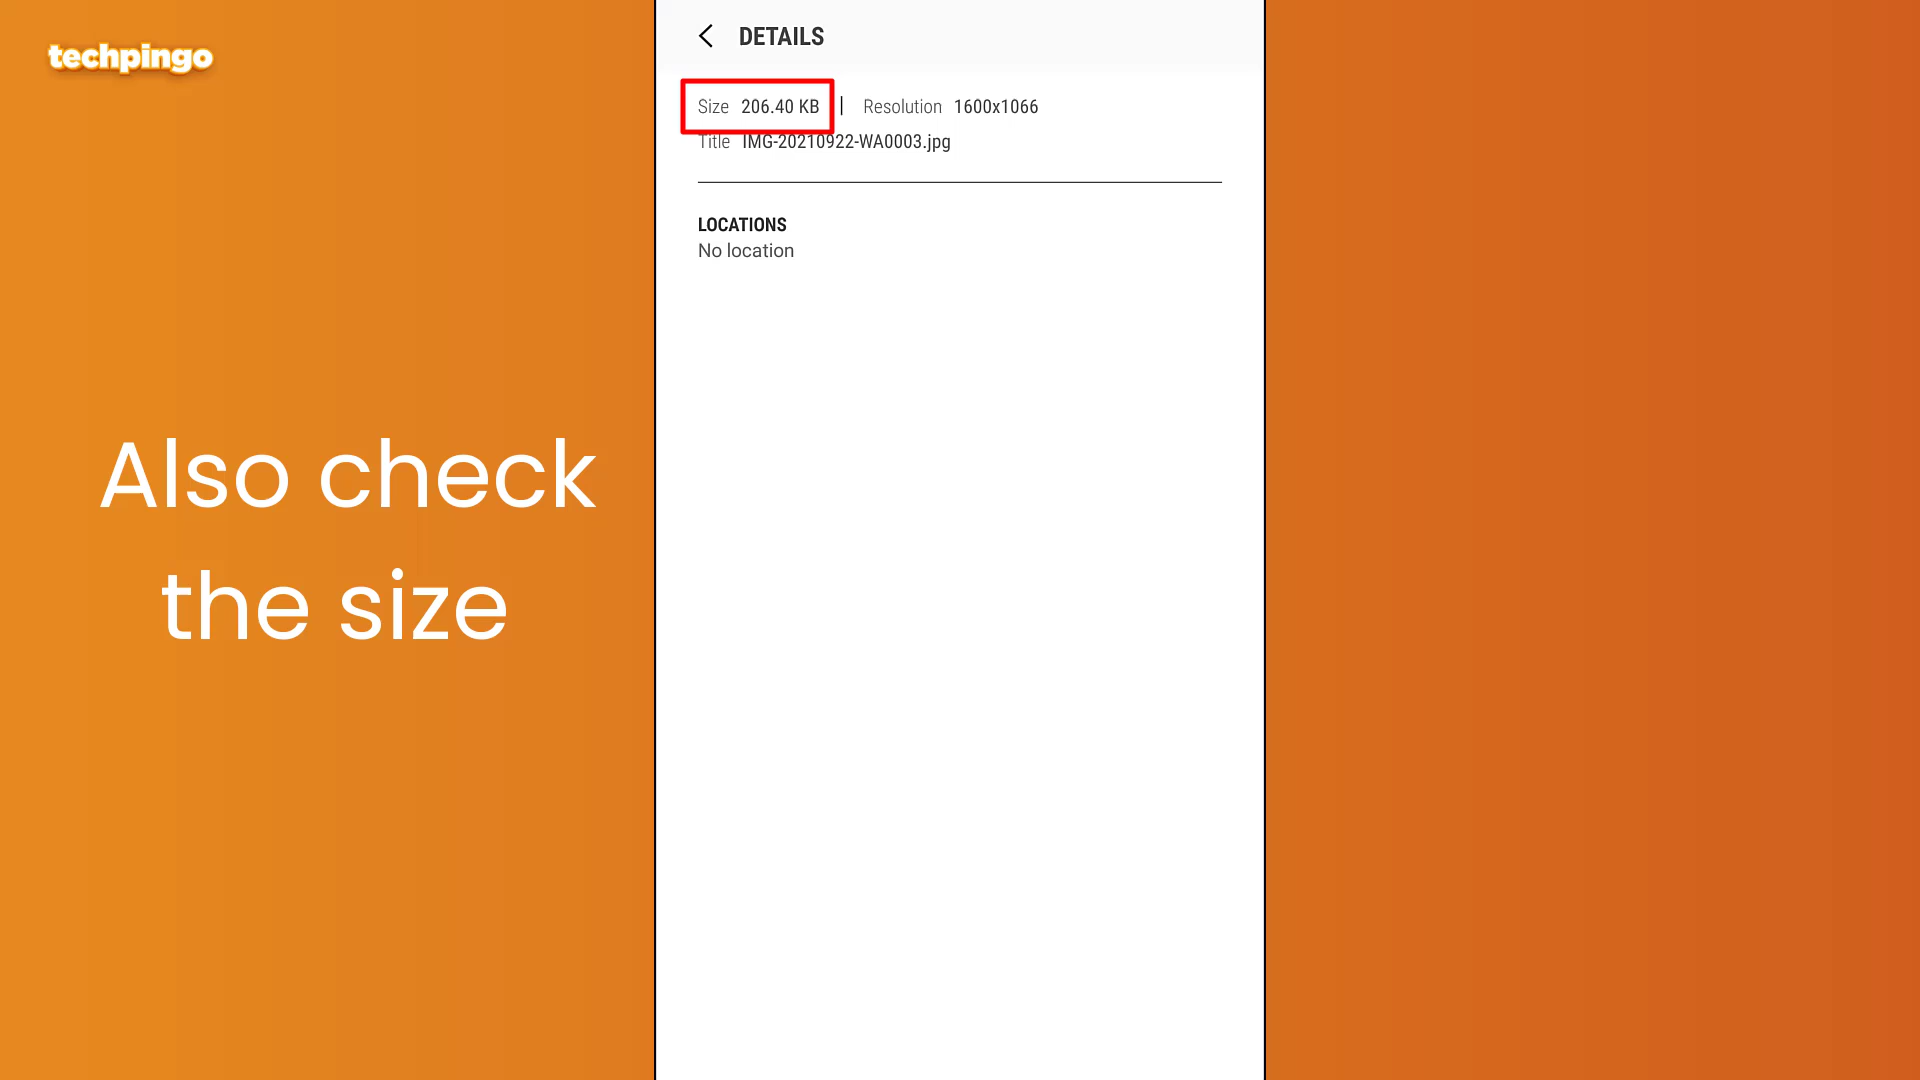 techpingo
DETAILS
Size 206.40 KB | Resolution 1600x1066
Title IMG-20210922-WA0003.jpg
LOCATIONS
No location
Also check
the size